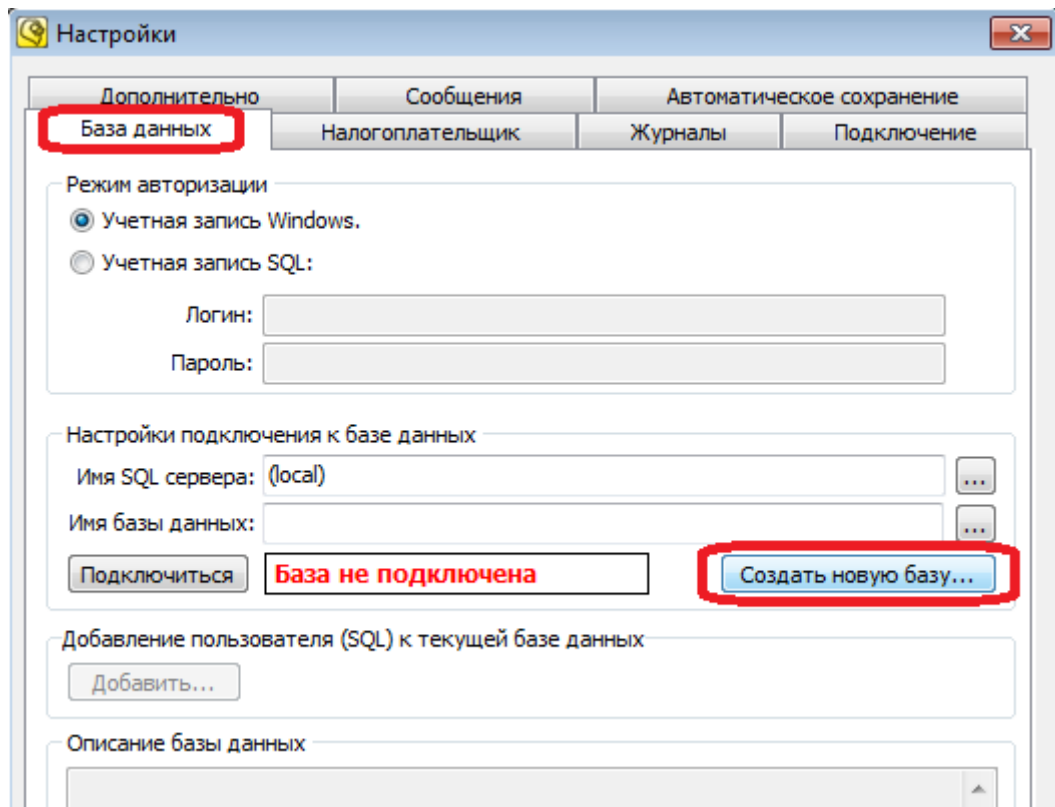 Настройки
Дополнительно Сообщения Автоматическое сохранение
База данных Налогоплательщик Журналы Подключение
Режим авторизации
Учетная запись Windows.
Учетная запись SQL:
Логин:
Пароль:
Настройки подключения к базе данных
Имя SQL сервера: (local) ...
Имя базы данных: ...
Подключиться База не подключена Создать новую базу...
Добавление пользователя (SQL) к текущей базе данных
Добавить...
Описание базы данных